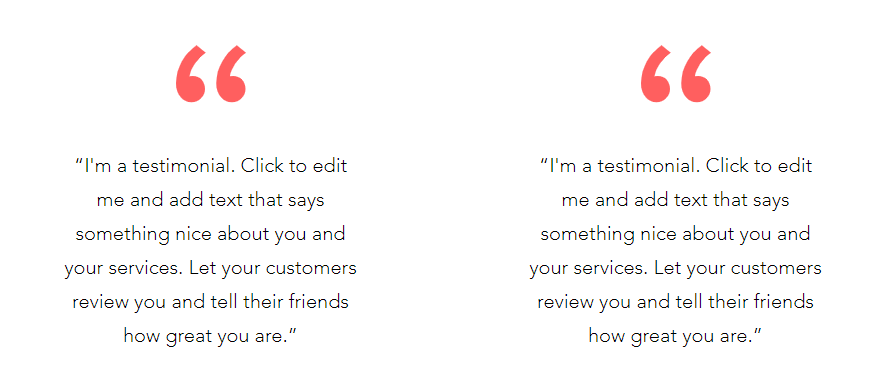 “
“I'm a testimonial. Click to edit
me and add text that says
something nice about you and
your services. Let your customers
review you and tell their friends
how great you are.”
“
“I'm a testimonial. Click to edit
me and add text that says
something nice about you and
your services. Let your customers
review you and tell their friends
how great you are.”